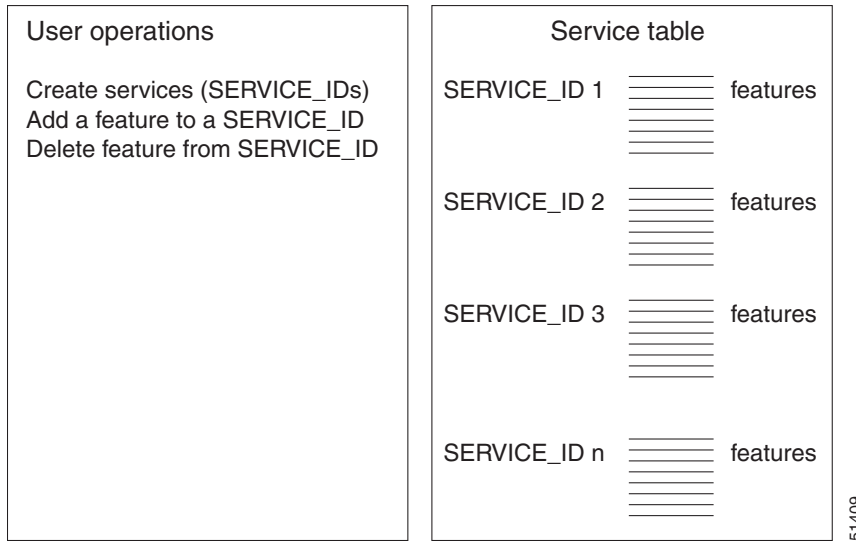 User operations
Create services (SERVICE_IDs)
Add a feature to a SERVICE_ID
Delete feature from SERVICE_ID
Service table
SERVICE_ID 1 features
SERVICE_ID 2 features
SERVICE_ID 3 features
SERVICE_ID n features
51409